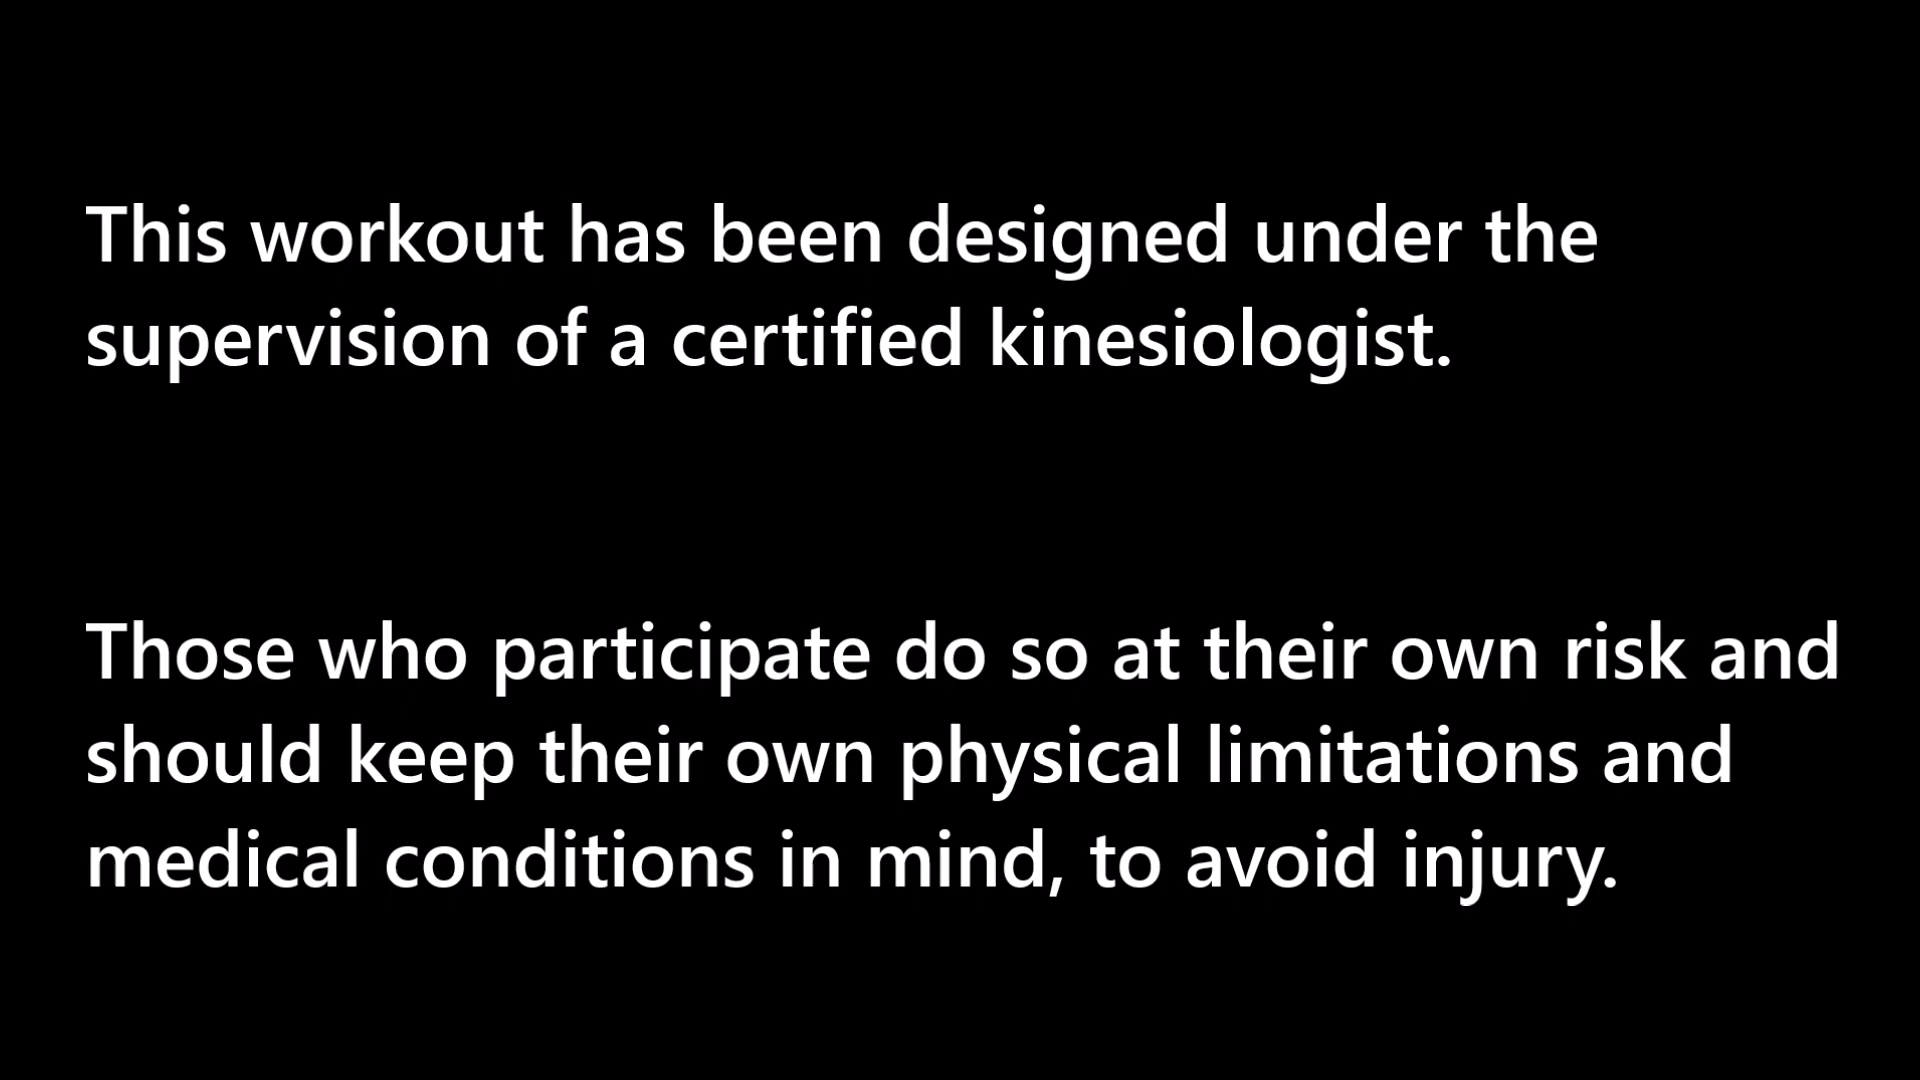 This workout has been designed under the
supervision of a certified kinesiologist.
Those who participate do so at their own risk and
should keep their own physical limitations and
medical conditions in mind, to avoid injury.